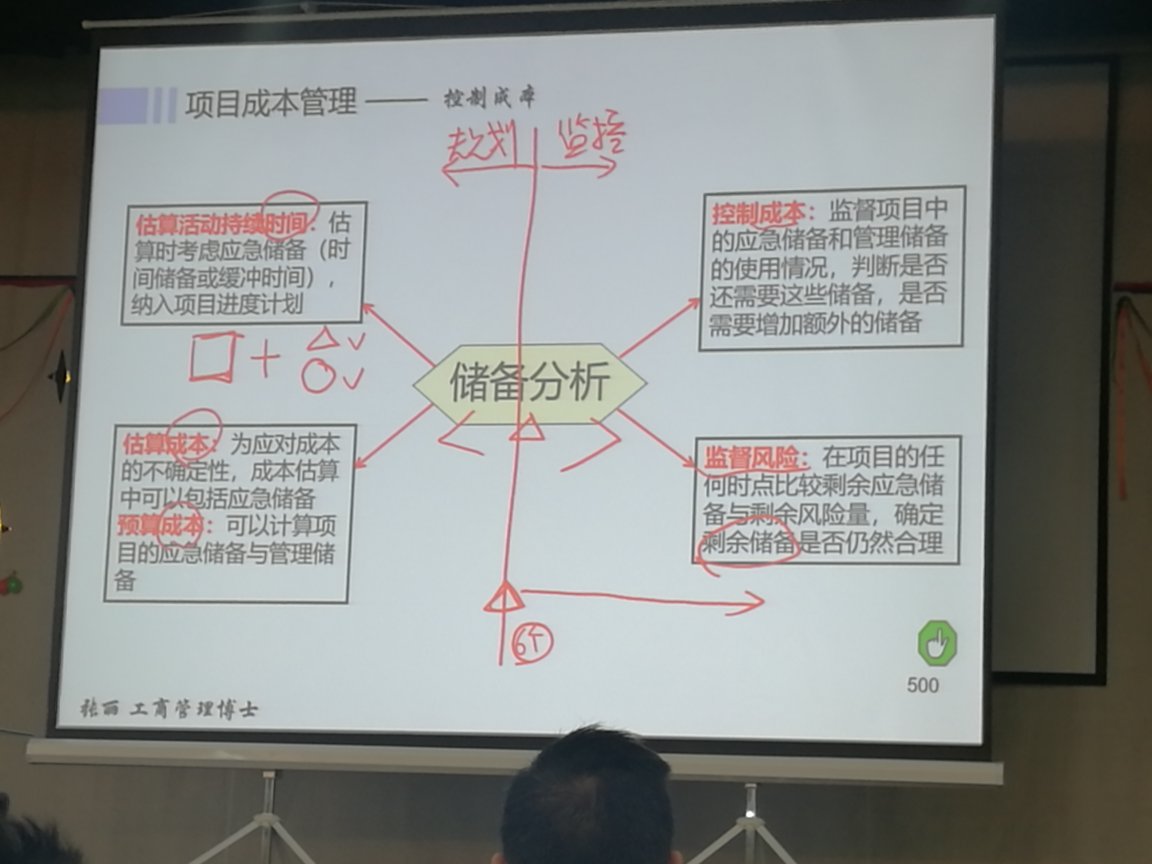 项目成本管理 —— 控制成本
规划 监控
估算活动持续时间：估
算时考虑应急储备（时
间储备或缓冲时间），
纳入项目进度计划
控制成本：监督项目中
的应急储备和管理储备
的使用情况，判断是否
还需要这些储备，是否
需要增加额外的储备
储备分析
估算成本：为应对成本
的不确定性，成本估算
中可以包括应急储备
预算成本：可以计算项
目的应急储备与管理储
备
监督风险：在项目的任
何时点比较剩余应急储
备与剩余风险量，确定
剩余储备是否仍然合理
6个
500
张丽 工商管理博士